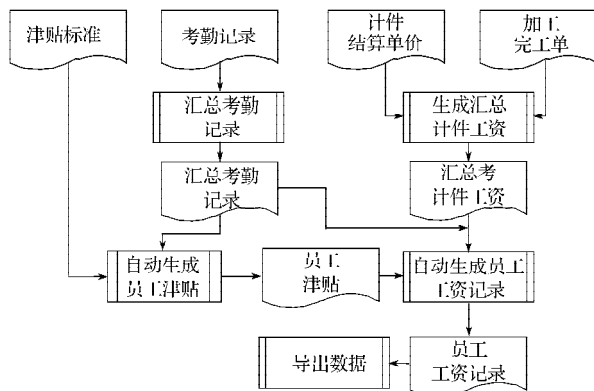 津贴标准
考勤记录
计件
结算单价
加工
完工单
汇总考勤
记录
生成汇总
计件工资
汇总考勤
记录
汇总考
计件工资
自动生成
员工津贴
员工
津贴
自动生成员工
工资记录
导出数据
员工
工资记录